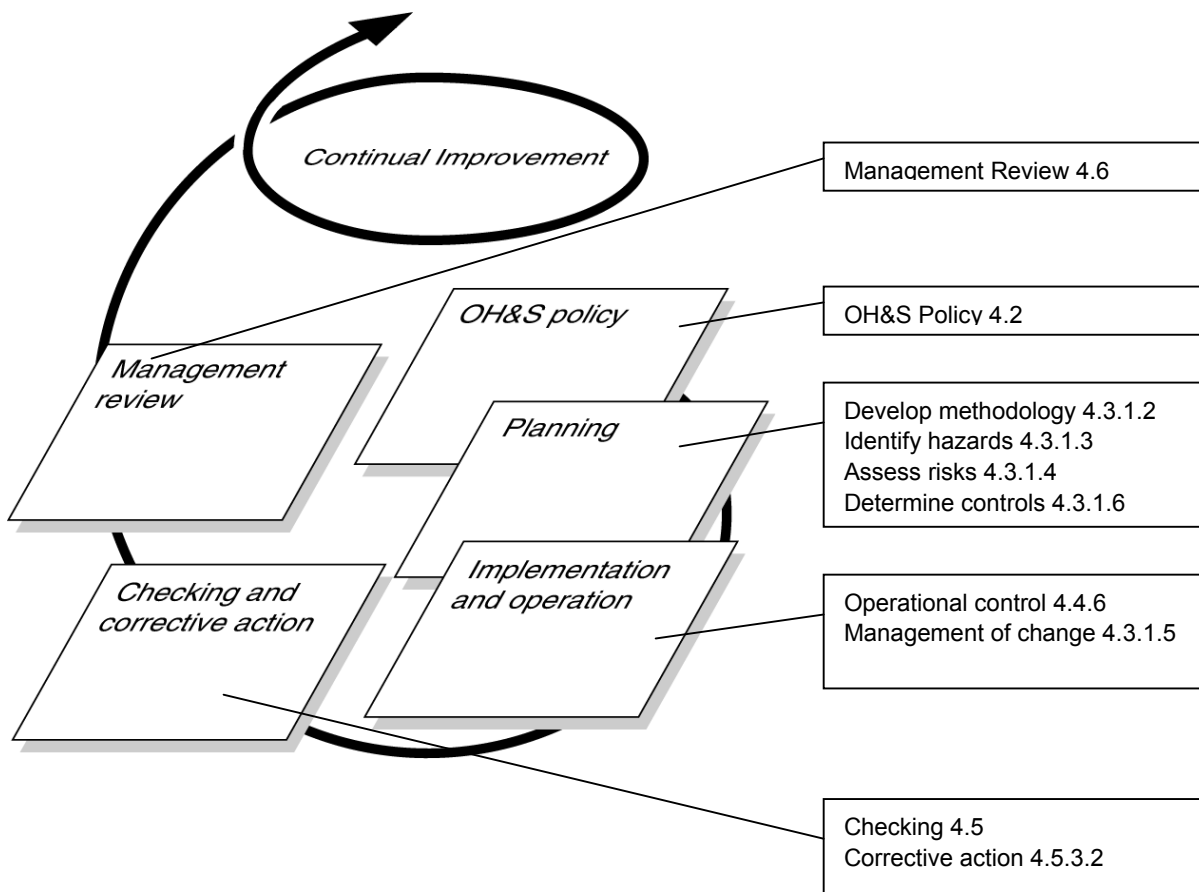 Continual Improvement
Management Review 4.6
OH&S policy
OH&S Policy 4.2
Management
review
Planning
Develop methodology 4.3.1.2
Identify hazards 4.3.1.3
Assess risks 4.3.1.4
Determine controls 4.3.1.6
Implementation
and operation
Operational control 4.4.6
Management of change 4.3.1.5
Checking and
corrective action
Checking 4.5
Corrective action 4.5.3.2